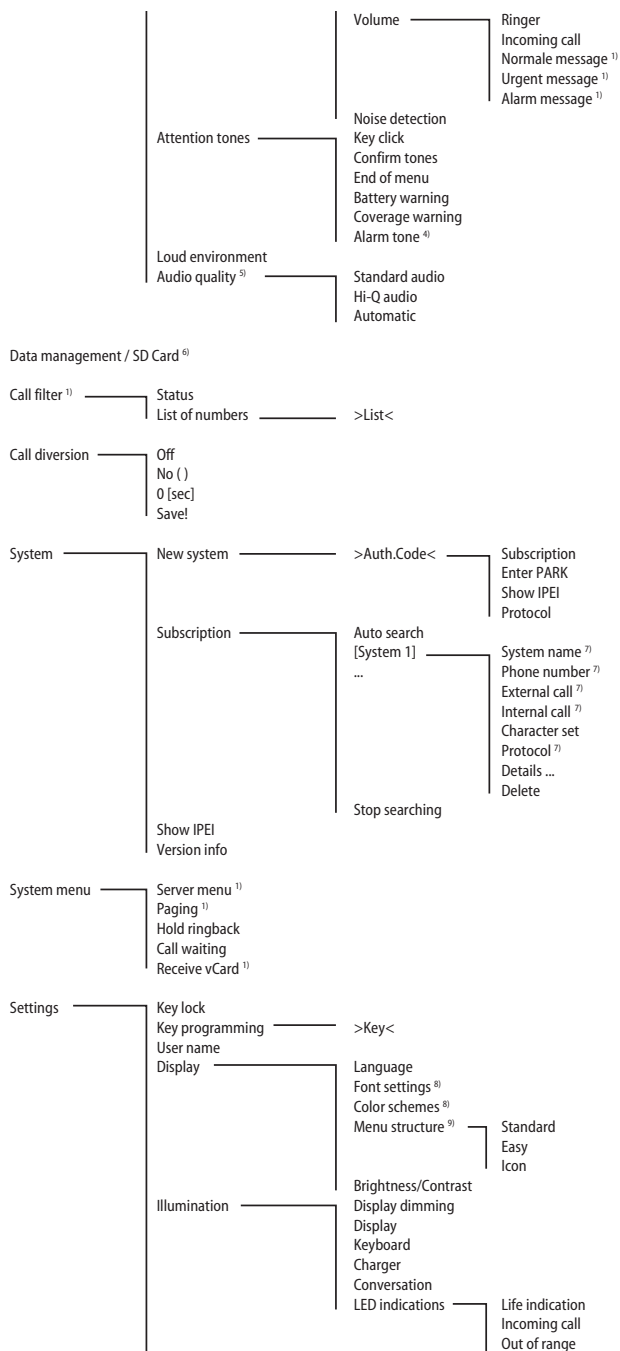 Volume Ringer
Incoming call
Normale message 1)
Urgent message 1)
Alarm message 1)
Noise detection
Attention tones Key click
Confirm tones
End of menu
Battery warning
Coverage warning
Alarm tone 4)
Loud environment
Audio quality 5) Standard audio
Hi-Q audio
Automatic
Data management / SD Card 6)
Call filter 1) Status
List of numbers >List<
Call diversion Off
No ( )
0 [sec]
Save!
System New system >Auth.Code< Subscription
Enter PARK
Show IPEI
Protocol
Subscription Auto search
[System 1] System name 7)
... Phone number 7)
External call 7)
Internal call 7)
Character set
Protocol 7)
Details ...
Delete
Stop searching
Show IPEI
Version info
System menu Server menu 1)
Paging 1)
Hold ringback
Call waiting
Receive vCard 1)
Settings Key lock
Key programming >Key<
User name
Display Language
Font settings 8)
Color schemes 8)
Menu structure 9) Standard
Easy
Icon
Brightness/Contrast
Illumination Display dimming
Display
Keyboard
Charger
Conversation
LED indications Life indication
Incoming call
Out of range